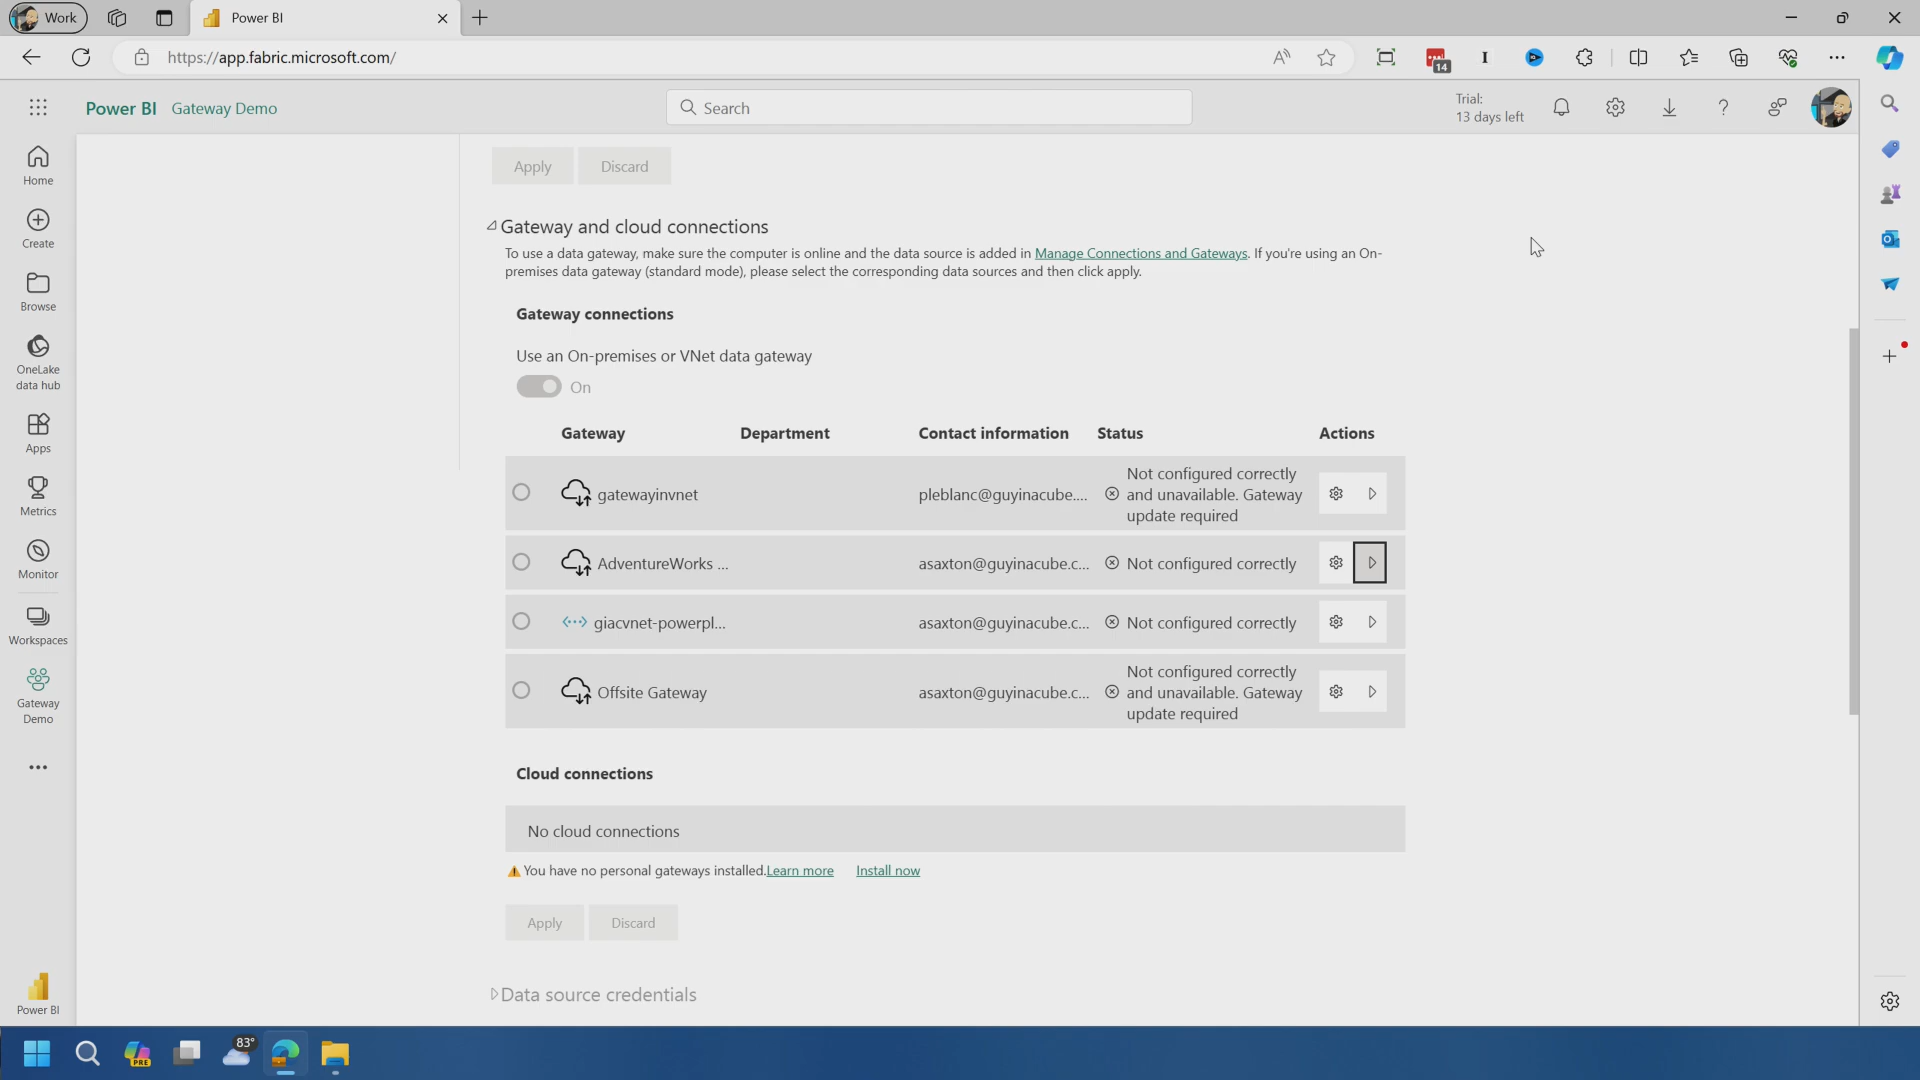 Work
Power BI
https://app.fabric.microsoft.com/
14
Power BI
Gateway Demo
Search
Trial:
13 days left
Home
Create
Browse
OneLake
data hub
Apps
Metrics
Monitor
Workspaces
Gateway
Demo
Power BI
Apply
Discard
Gateway and cloud connections
To use a data gateway, make sure the computer is online and the data source is added in Manage Connections and Gateways. If you're using an On-
premises data gateway (standard mode), please select the corresponding data sources and then click apply.
Gateway connections
Use an On-premises or VNet data gateway
On
Gateway Department Contact information Status Actions
gatewayinvnet pleblanc@guyinacube.... Not configured correctly
and unavailable. Gateway
update required
AdventureWorks ... asaxton@guyinacube.c... Not configured correctly
giacvnet-powerpl... asaxton@guyinacube.c... Not configured correctly
Offsite Gateway asaxton@guyinacube.c... Not configured correctly
and unavailable. Gateway
update required
Cloud connections
No cloud connections
You have no personal gateways installed.Learn more Install now
Apply
Discard
Data source credentials
PRE
83°